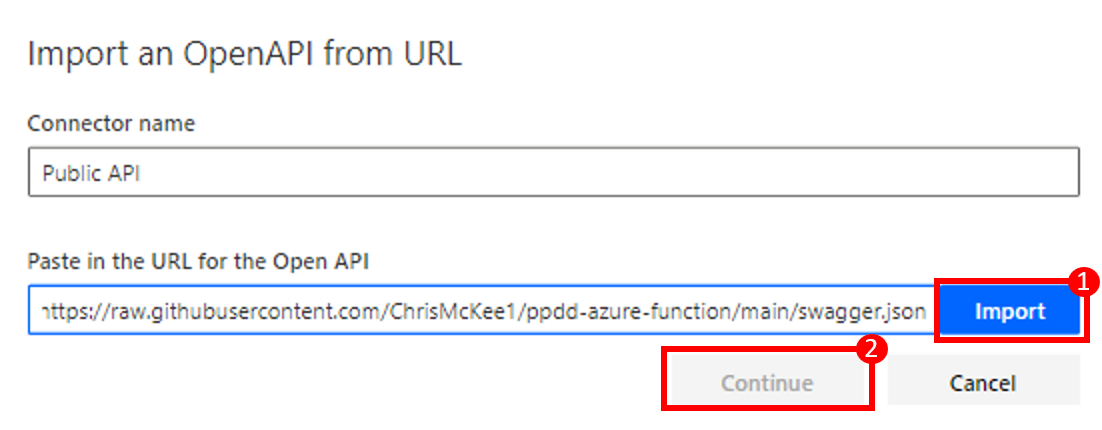 Import an OpenAPI from URL
Connector name
Public API
Paste in the URL for the Open API
https://raw.githubusercontent.com/ChrisMcKee1/ppdd-azure-function/main/swagger.json
Import
1
Continue
2
Cancel